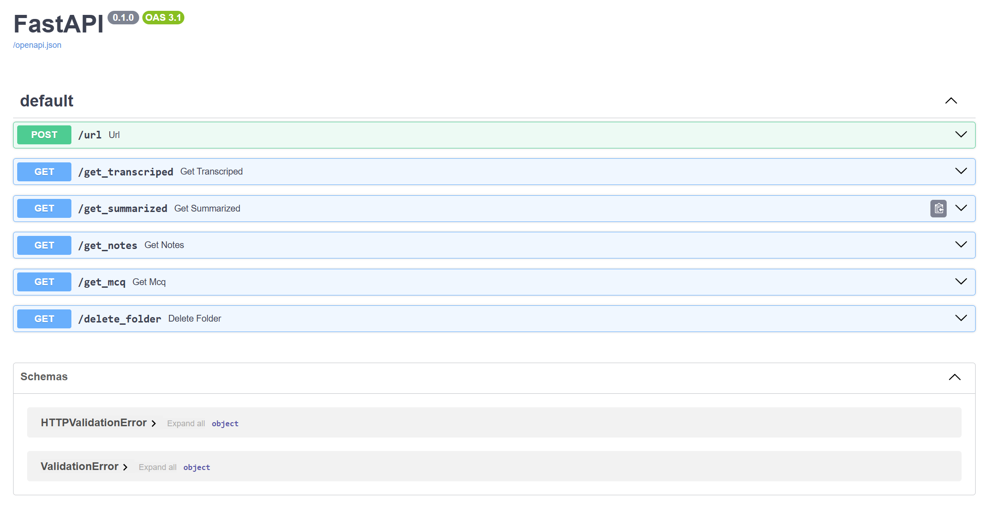 FastAPI 0.1.0 OAS 3.1
/openapi.json
default
POST /url Url
GET /get_transcriped Get Transcriped
GET /get_summarized Get Summarized
GET /get_notes Get Notes
GET /get_mcq Get Mcq
GET /delete_folder Delete Folder
Schemas
HTTPValidationError Expand all object
ValidationError Expand all object